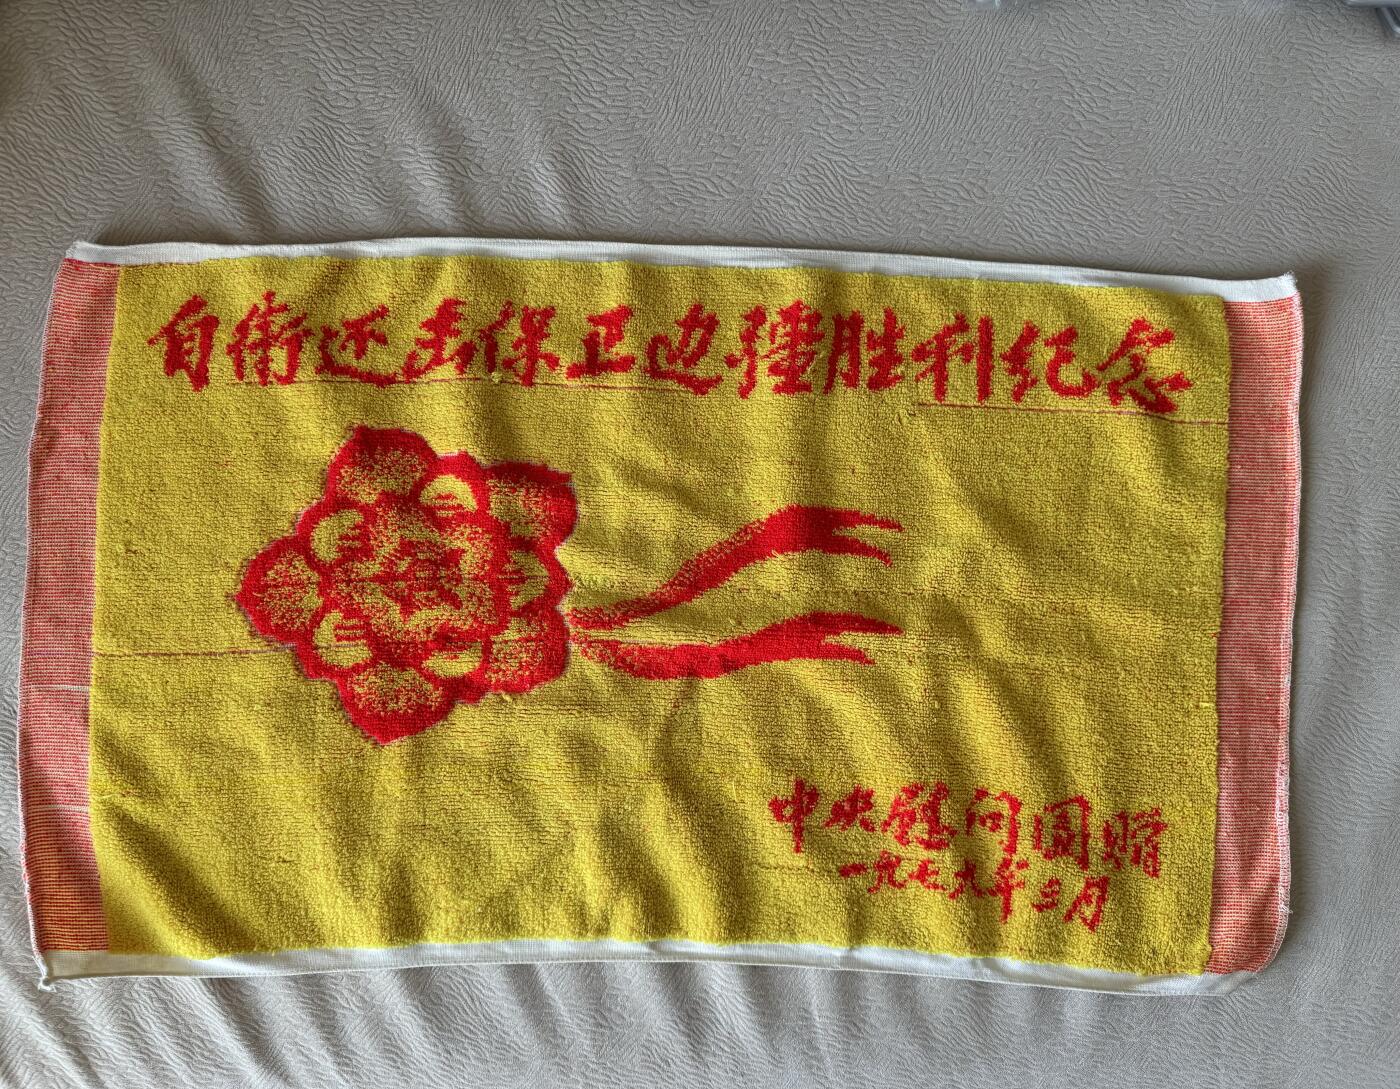 自衛还击保卫边疆胜利纪念
中央慰问团赠
一九七九年三月